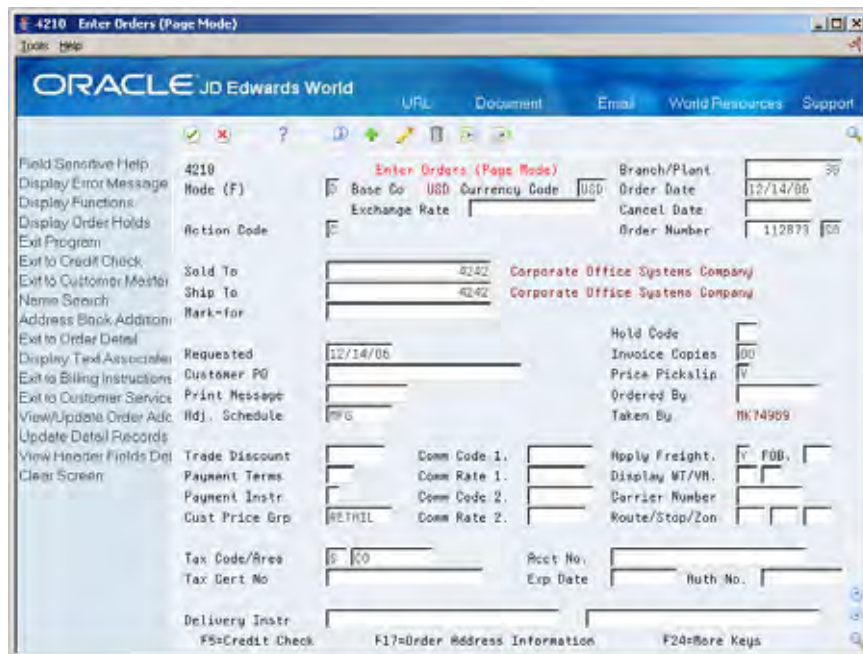 4210 Enter Orders (Page Mode)
Tools Help
ORACLE JD Edwards World
URL Document Email World Resources Support
Field Sensitive Help
Display Error Message
Display Functions
Display Order Holds
Exit Program
Exit to Credit Check
Exit to Customer Master
Name Search
Address Book Addition
Exit to Order Detail
Display Text Associate
Exit to Billing Instructions
Exit to Customer Service
View/Update Order Add
Update Detail Records
View Header Fields Def
Clear Screen
4210 Enter Orders (Page Mode) Branch/Plant 30
Mode (F) D Base Co USD Currency Code USD Order Date 12/14/06
Exchange Rate Cancel Date
Action Code C Order Number 112873 SO
Sold To 4242 Corporate Office Systems Company
Ship To 4242 Corporate Office Systems Company
Mark-for
Hold Code
Requested 12/14/06 Invoice Copies 00
Customer PO Price Pickslip Y
Print Message Ordered By
Adj. Schedule MFG Taken By MK74969
Trade Discount Comm Code 1. Apply Freight. Y FOB.
Payment Terms Comm Rate 1. Display WT/VM.
Payment Instr Comm Code 2. Carrier Number
Cust Price Grp RETAIL Comm Rate 2. Route/Stop/Zon
Tax Code/Area S CO Acct No.
Tax Cert No Exp Date Auth No.
Delivery Instr
F5=Credit Check F17=Order Address Information F24=More Keys